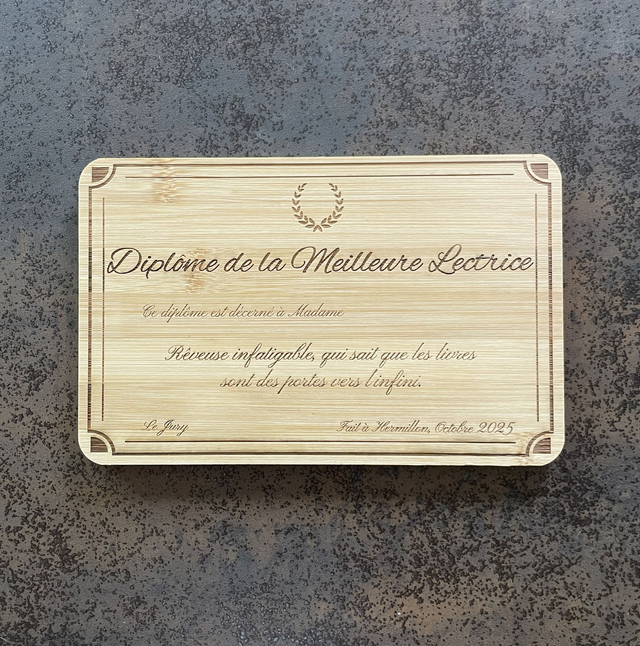 Diplôme de la Meilleure Lectrice
Ce diplôme est décerné à Madame
Rêveuse infatigable, qui sait que les livres
sont des portes vers l'infini.
Le Jury
Fait à Hermillon, Octobre 2025